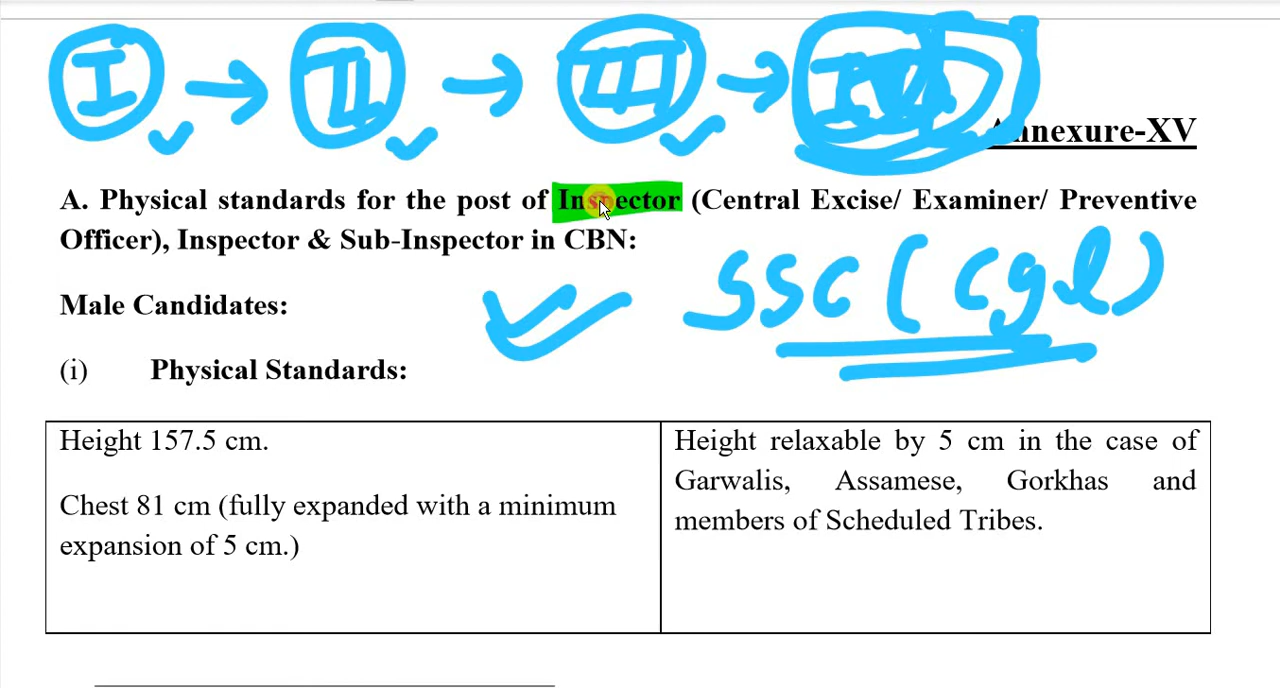 I → II → III → IV
Annexure-XV
A. Physical standards for the post of Inspector (Central Excise/ Examiner/ Preventive
Officer), Inspector & Sub-Inspector in CBN:
SSC (cgl)
Male Candidates:
(i) Physical Standards:
Height 157.5 cm.
Chest 81 cm (fully expanded with a minimum
expansion of 5 cm.)
Height relaxable by 5 cm in the case of
Garwalis, Assamese, Gorkhas and
members of Scheduled Tribes.